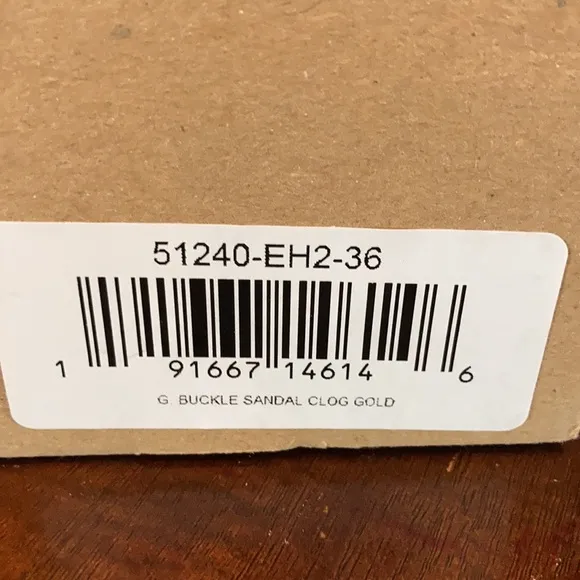 51240-EH2-36
1 91667 14614 6
G. BUCKLE SANDAL CLOG GOLD